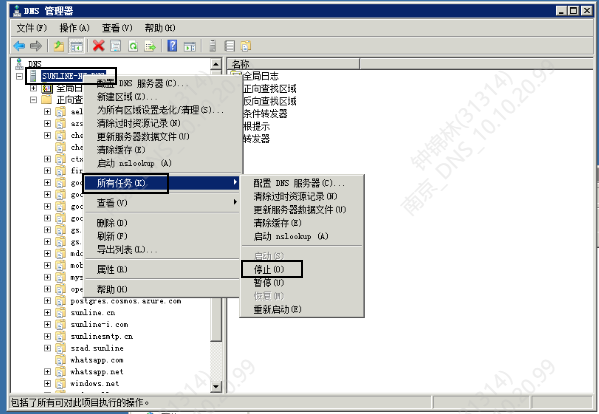 DNS 管理器
文件(F) 操作(A) 查看(V) 帮助(H)
DNS
SUNLINE-N
全局日
正向查
ael
azs
che
che
ctx
fir
goo
goo
goo
goo
gs.
gs.
mdc
mob
myz
ope
postgres.cosmos.azure.com
sunline.cn
sunline-i.com
sunlinesmtp.cn
szad.sunline
whatsapp.com
whatsapp.net
windows.net
配置 DNS 服务器(C)...
新建区域(Z)...
为所有区域设置老化/清理(S)...
清除过时资源记录(N)
更新服务器数据文件(U)
清除缓存(E)
启动 nslookup (A)
所有任务(K)
查看(V)
删除(D)
刷新(F)
导出列表(L)...
属性(R)
帮助(H)
配置 DNS 服务器(C)...
清除过时资源记录(N)
更新服务器数据文件(U)
清除缓存(E)
启动 nslookup (A)
启动(S)
停止(O)
暂停(U)
恢复(M)
重新启动(E)
名称
全局日志
正向查找区域
反向查找区域
条件转发器
根提示
转发器
钟锦林(31314)
南京_DNS_10.10.20.99
包括了所有可对此项目执行的操作。